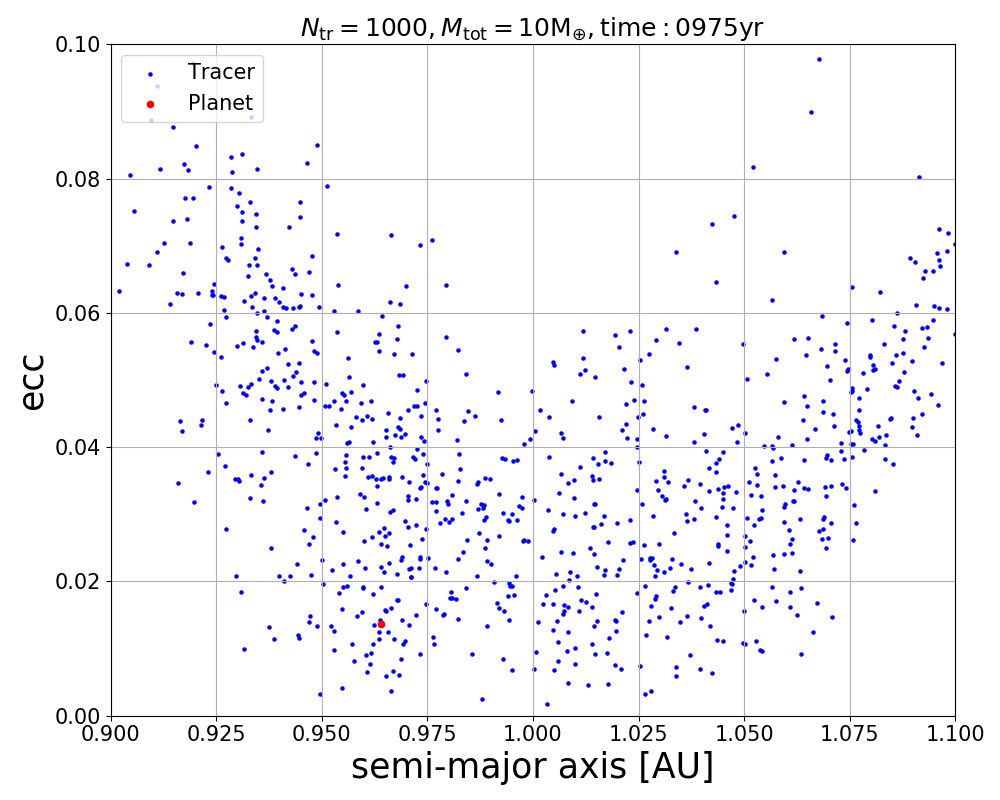 N_tr = 1000, M_tot = 10M_⊕, time : 0975yr
Tracer
Planet
0.10
0.08
0.06
0.04
0.02
0.00
ecc
0.900 0.925 0.950 0.975 1.000 1.025 1.050 1.075 1.100
semi-major axis [AU]